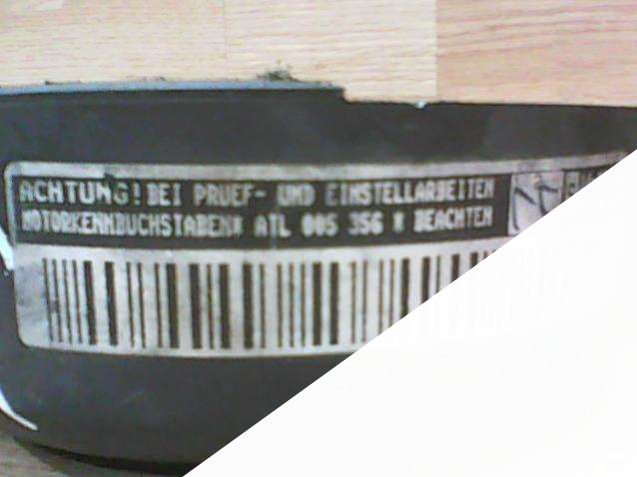 ACHTUNG! BEI PRUEF- UND EINSTELLARBEITEN
MOTORKENNBUCHSTABEN* ATL 005 356 * BEACHTEN